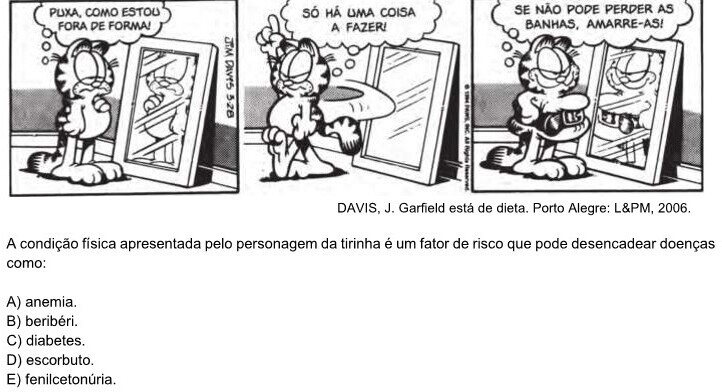 PUXA, COMO ESTOU
FORA DE FORMA!
JIM DAVIS 3-28
SÓ HÁ UMA COISA
A FAZER!
SE NÃO PODE PERDER AS
BANHAS, AMARRE-AS!
DAVIS, J. Garfield está de dieta. Porto Alegre: L&PM, 2006.
A condição física apresentada pelo personagem da tirinha é um fator de risco que pode desencadear doenças
como:
A) anemia.
B) beribéri.
C) diabetes.
D) escorbuto.
E) fenilcetonúria.